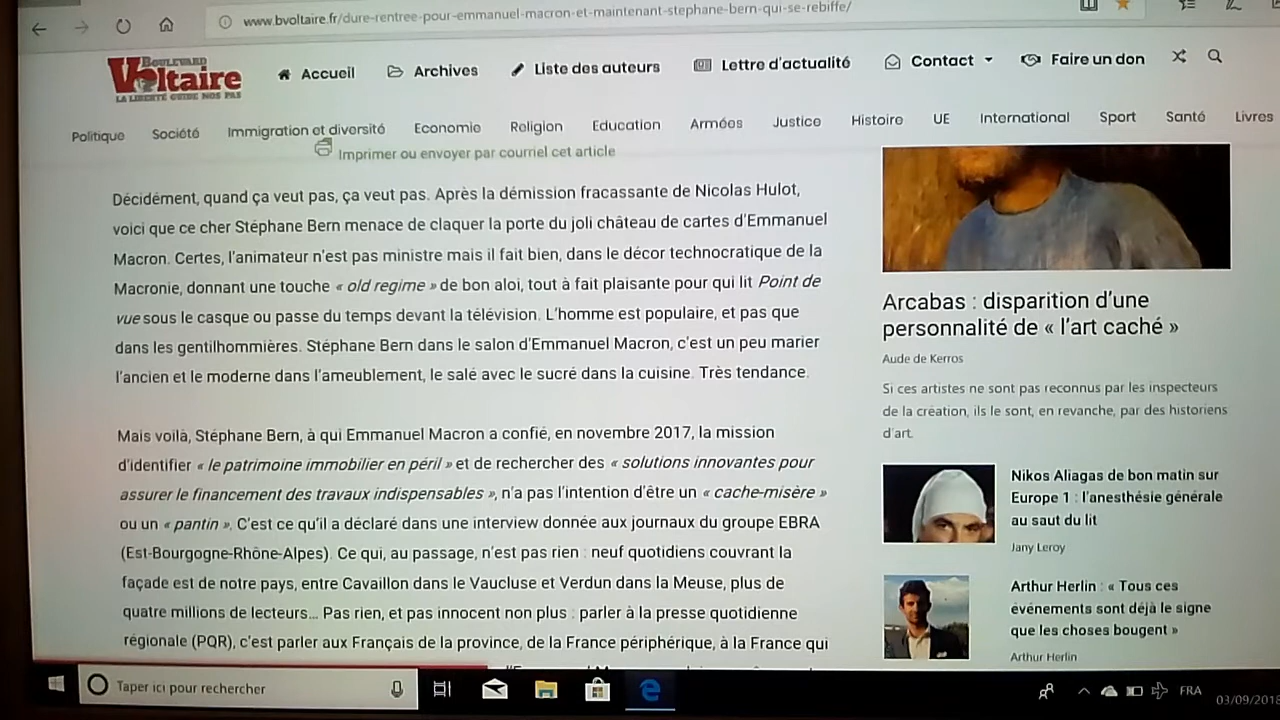 www.bvoltaire.fr/dure-rentree-pour-emmanuel-macron-et-maintenant-stephane-bern-qui-se-rebiffe/
BOULEVARD
Voltaire
LA LIBERTÉ GUIDE NOS PAS
Accueil
Archives
Liste des auteurs
Lettre d'actualité
Contact
Faire un don
Politique
Société
Immigration et diversité
Economie
Religion
Education
Armées
Justice
Histoire
UE
International
Sport
Santé
Livres
Imprimer ou envoyer par courriel cet article
Décidément, quand ça veut pas, ça veut pas. Après la démission fracassante de Nicolas Hulot,
voici que ce cher Stéphane Bern menace de claquer la porte du joli château de cartes d'Emmanuel
Macron. Certes, l'animateur n'est pas ministre mais il fait bien, dans le décor technocratique de la
Macronie, donnant une touche « old regime » de bon aloi, tout à fait plaisante pour qui lit Point de
vue sous le casque ou passe du temps devant la télévision. L'homme est populaire, et pas que
dans les gentilhommières. Stéphane Bern dans le salon d'Emmanuel Macron, c'est un peu marier
l'ancien et le moderne dans l'ameublement, le salé avec le sucré dans la cuisine. Très tendance.
Mais voilà, Stéphane Bern, à qui Emmanuel Macron a confié, en novembre 2017, la mission
d'identifier « le patrimoine immobilier en péril » et de rechercher des « solutions innovantes pour
assurer le financement des travaux indispensables », n'a pas l'intention d'être un « cache-misère »
ou un « pantin ». C'est ce qu'il a déclaré dans une interview donnée aux journaux du groupe EBRA
(Est-Bourgogne-Rhône-Alpes). Ce qui, au passage, n'est pas rien : neuf quotidiens couvrant la
façade est de notre pays, entre Cavaillon dans le Vaucluse et Verdun dans la Meuse, plus de
quatre millions de lecteurs... Pas rien, et pas innocent non plus : parler à la presse quotidienne
régionale (PQR), c'est parler aux Français de la province, de la France périphérique, à la France qui
Arcabas : disparition d'une
personnalité de « l'art caché »
Aude de Kerros
Si ces artistes ne sont pas reconnus par les inspecteurs
de la création, ils le sont, en revanche, par des historiens
d'art.
Nikos Aliagas de bon matin sur
Europe 1 : l'anesthésie générale
au saut du lit
Jany Leroy
Arthur Herlin : « Tous ces
événements sont déjà le signe
que les choses bougent »
Arthur Herlin
Taper ici pour rechercher
FRA
03/09/2018